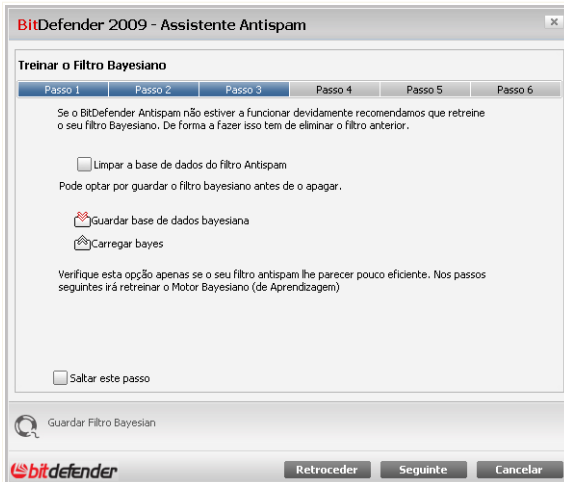 BitDefender 2009 - Assistente Antispam
x
Treinar o Filtro Bayesiano
Passo 1 Passo 2 Passo 3 Passo 4 Passo 5 Passo 6
Se o BitDefender Antispam não estiver a funcionar devidamente recomendamos que retreine
o seu filtro Bayesiano. De forma a fazer isso tem de eliminar o filtro anterior.
Limpar a base de dados do filtro Antispam
Pode optar por guardar o filtro bayesiano antes de o apagar.
Guardar base de dados bayesiana
Carregar bayes
Verifique esta opção apenas se o seu filtro antispam lhe parecer pouco eficiente. Nos passos
seguintes irá retreinar o Motor Bayesiano (de Aprendizagem)
Saltar este passo
Guardar Filtro Bayesian
bitdefender
Retroceder Seguinte Cancelar